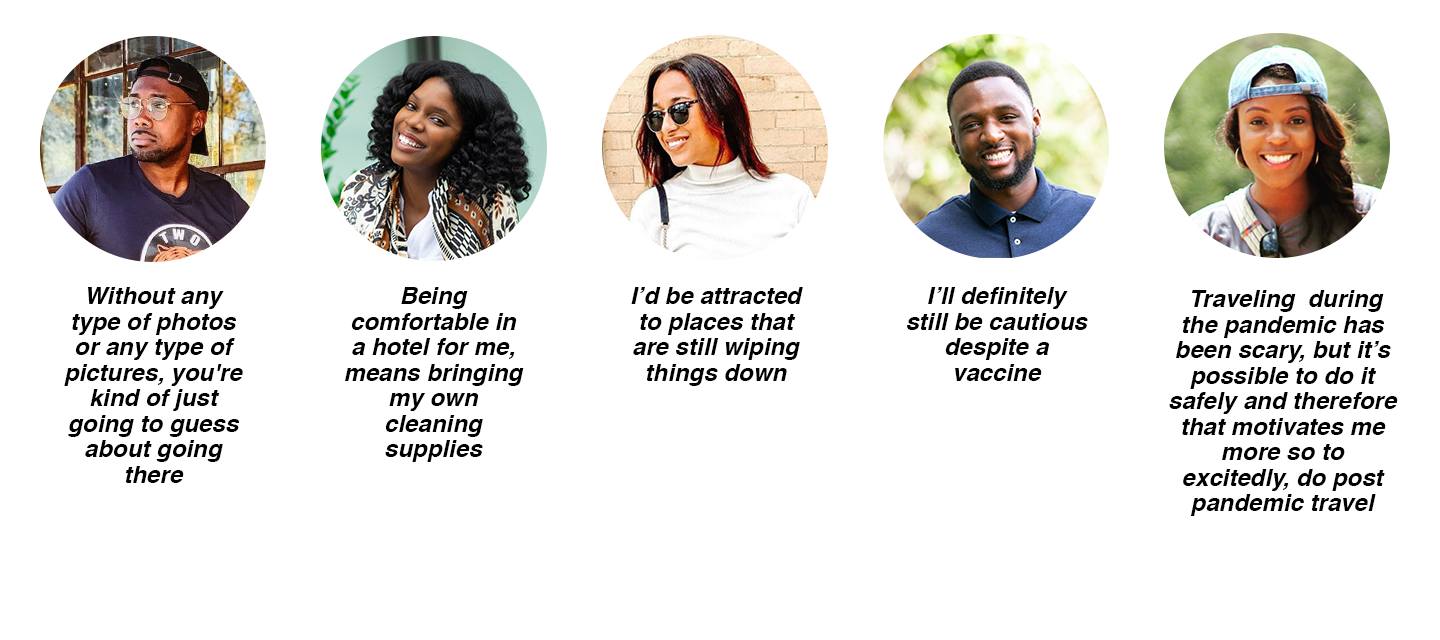 TWO
Without any
type of photos
or any type of
pictures, you're
kind of just
going to guess
about going
there
Being
comfortable in
a hotel for me,
means bringing
my own
cleaning
supplies
I’d be attracted
to places that
are still wiping
things down
I’ll definitely
still be cautious
despite a
vaccine
Traveling  during
the pandemic has
been scary, but it’s
possible to do it
safely and therefore
that motivates me
more so to
excitedly, do post
pandemic travel